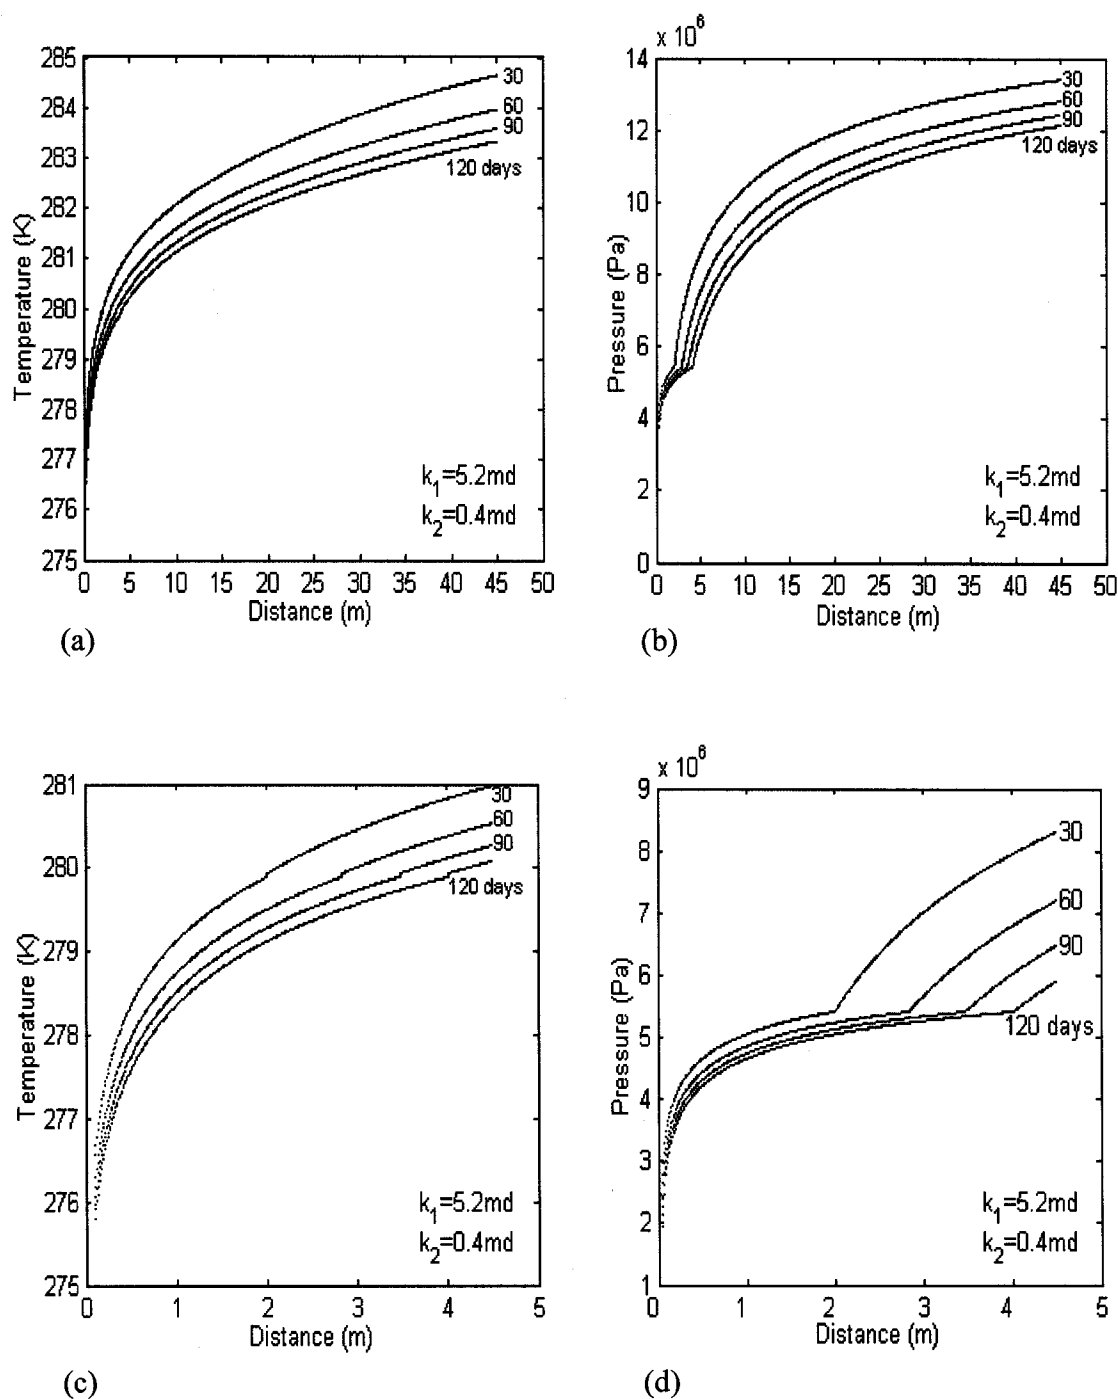 285
284
283
282
281
280
279
278
277
276
275
Temperature (K)
30
60
90
120 days
k1=5.2md
k2=0.4md
0 5 10 15 20 25 30 35 40 45 50
Distance (m)
(a)
x 10^6
14
12
10
8
6
4
2
0
Pressure (Pa)
30
60
90
120 days
k1=5.2md
k2=0.4md
0 5 10 15 20 25 30 35 40 45 50
Distance (m)
(b)
281
280
279
278
277
276
275
Temperature (K)
30
60
90
120 days
k1=5.2md
k2=0.4md
0 1 2 3 4 5
Distance (m)
(c)
x 10^6
9
8
7
6
5
4
3
2
1
Pressure (Pa)
30
60
90
120 days
k1=5.2md
k2=0.4md
0 1 2 3 4 5
Distance (m)
(d)